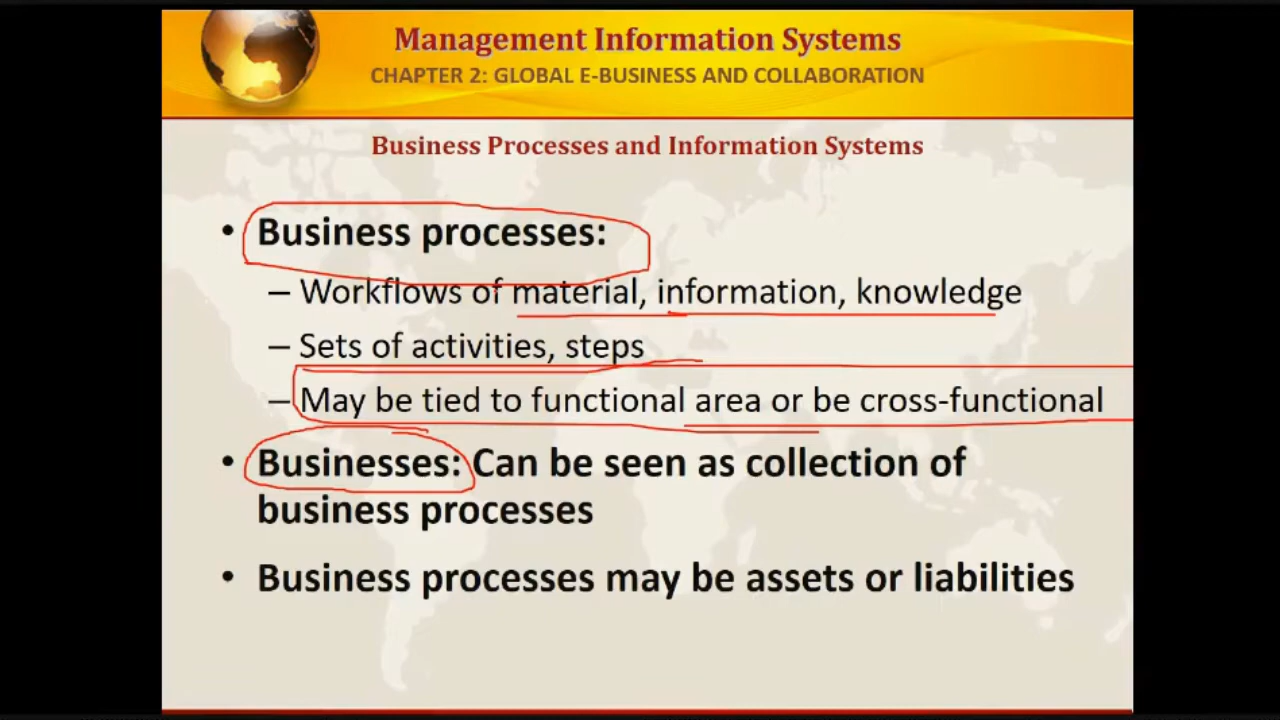 Management Information Systems
CHAPTER 2: GLOBAL E-BUSINESS AND COLLABORATION
Business Processes and Information Systems
• Business processes:
– Workflows of material, information, knowledge
– Sets of activities, steps
– May be tied to functional area or be cross-functional
• Businesses: Can be seen as collection of
business processes
• Business processes may be assets or liabilities